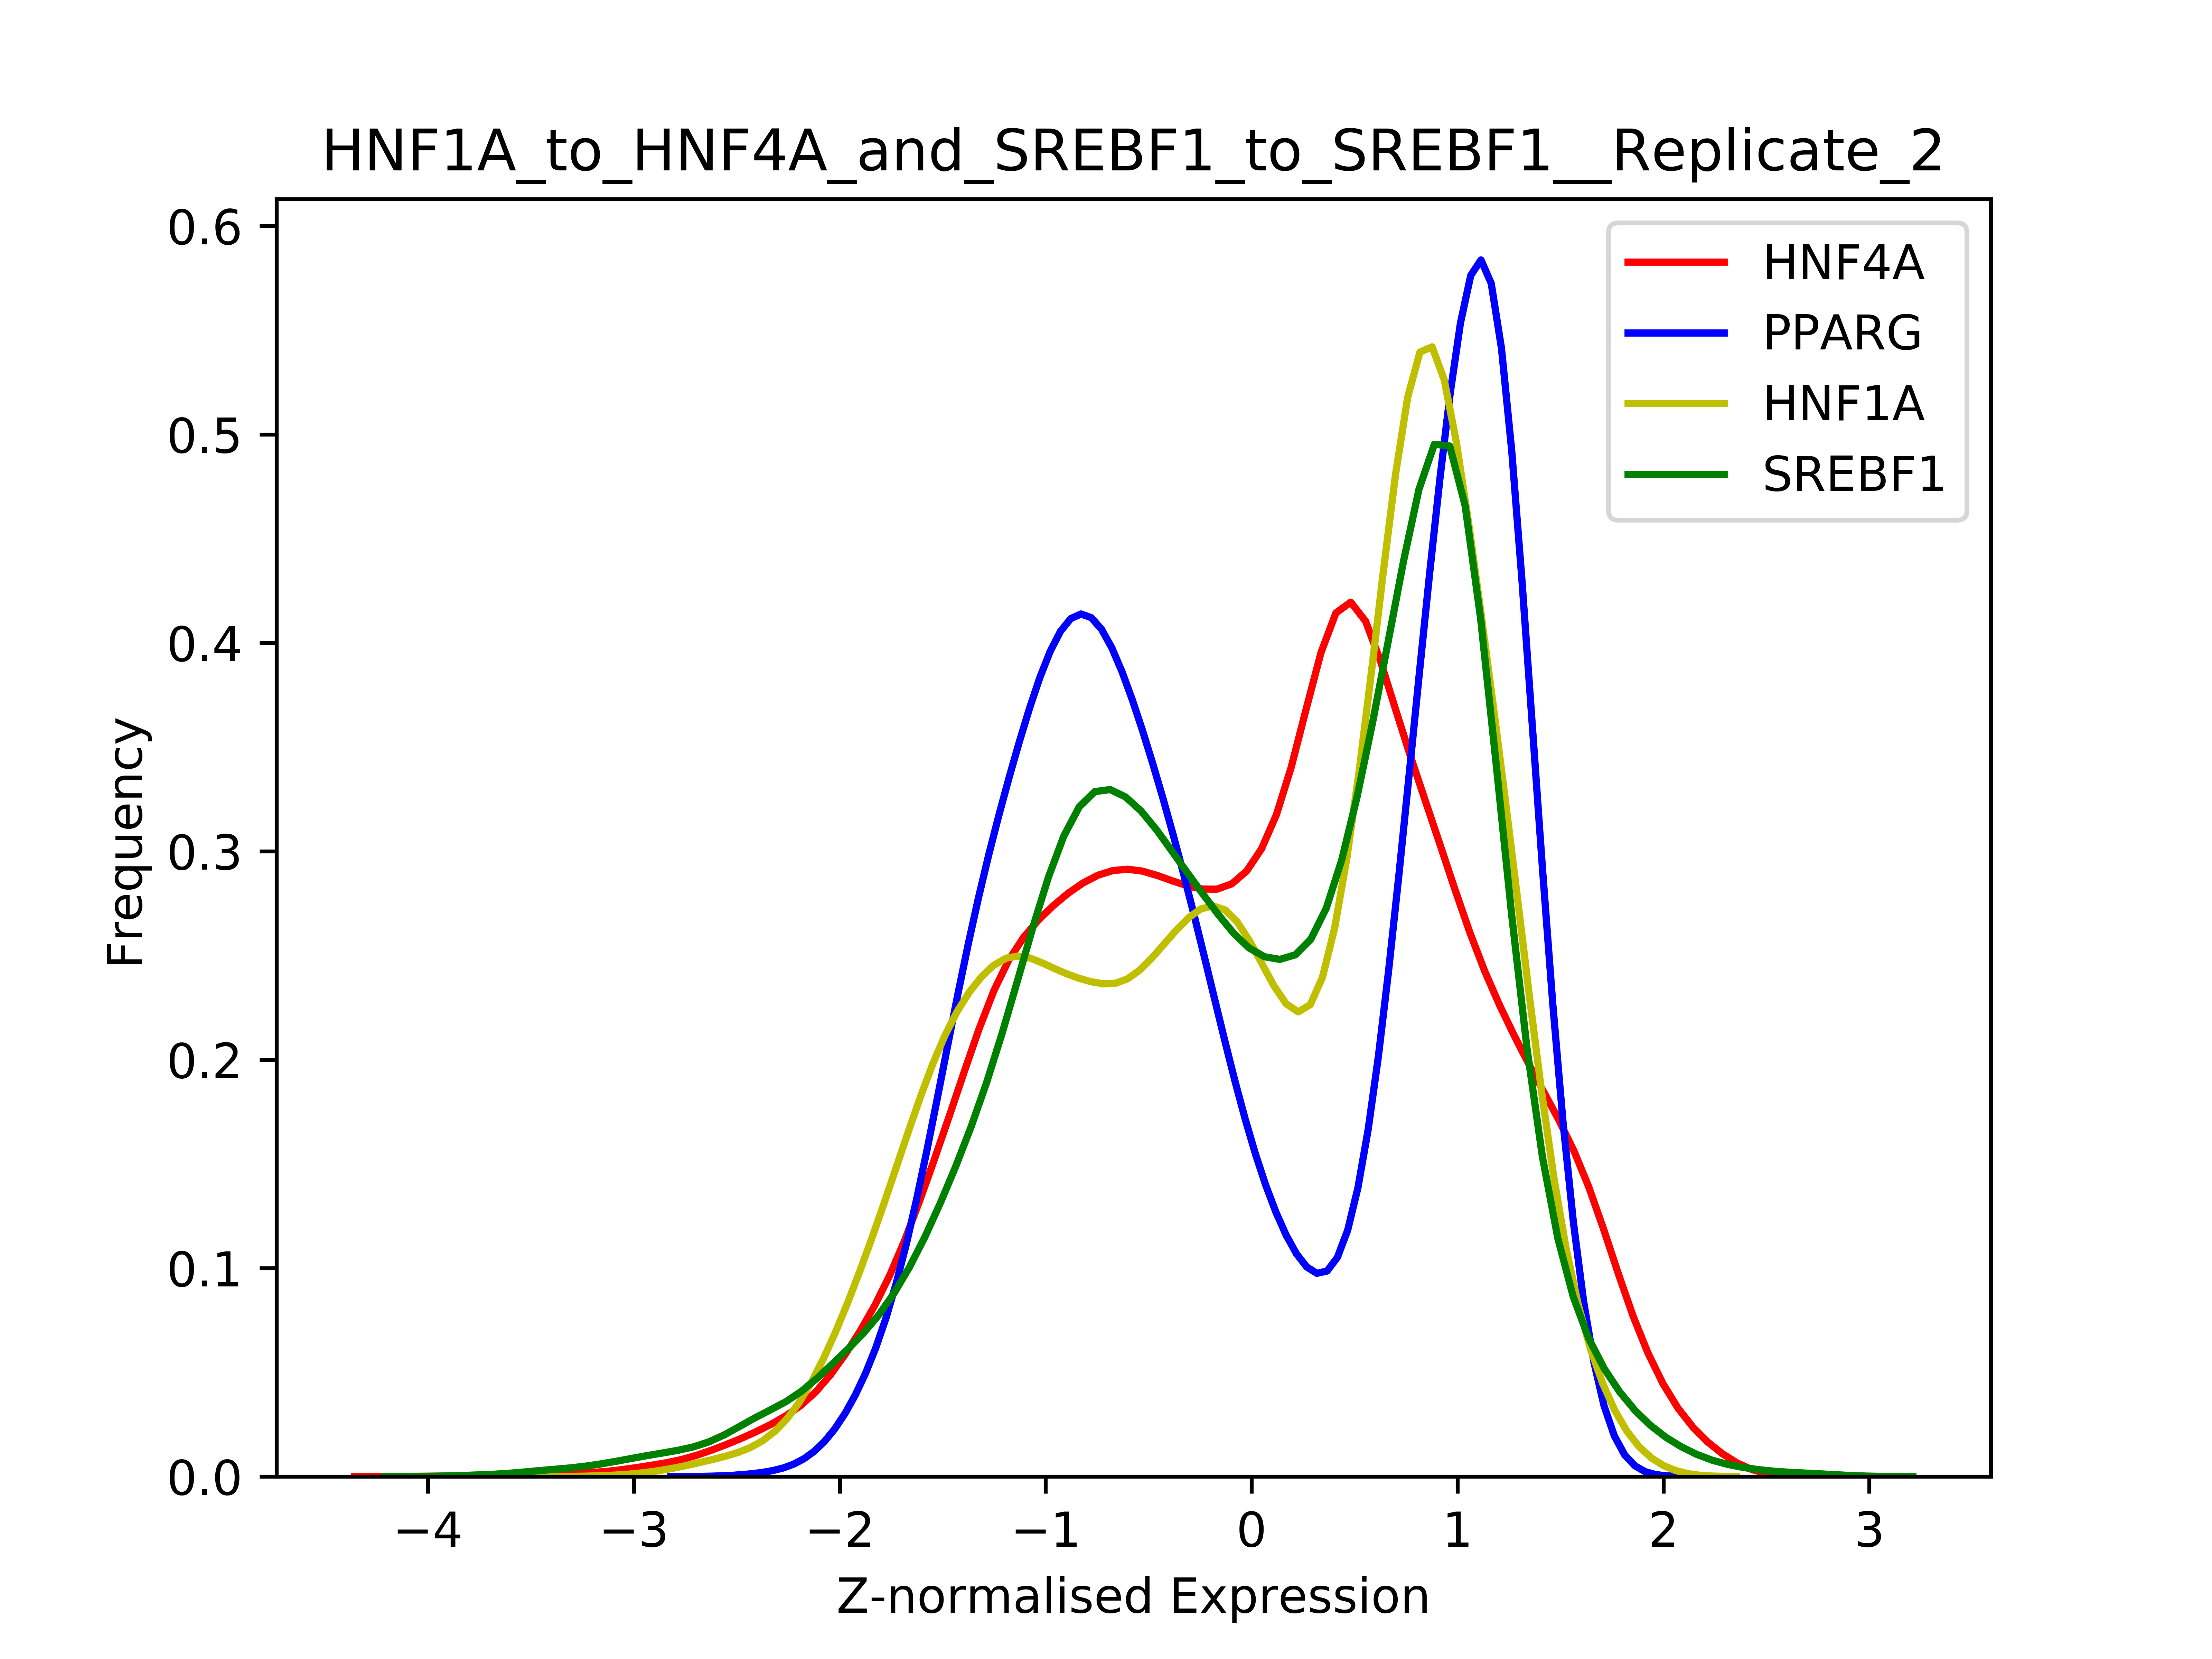 HNF1A_to_HNF4A_and_SREBF1_to_SREBF1__Replicate_2
0.6
0.5
0.4
0.3
0.2
0.1
0.0
Frequency
HNF4A
PPARG
HNF1A
SREBF1
−4 −3 −2 −1 0 1 2 3
Z-normalised Expression